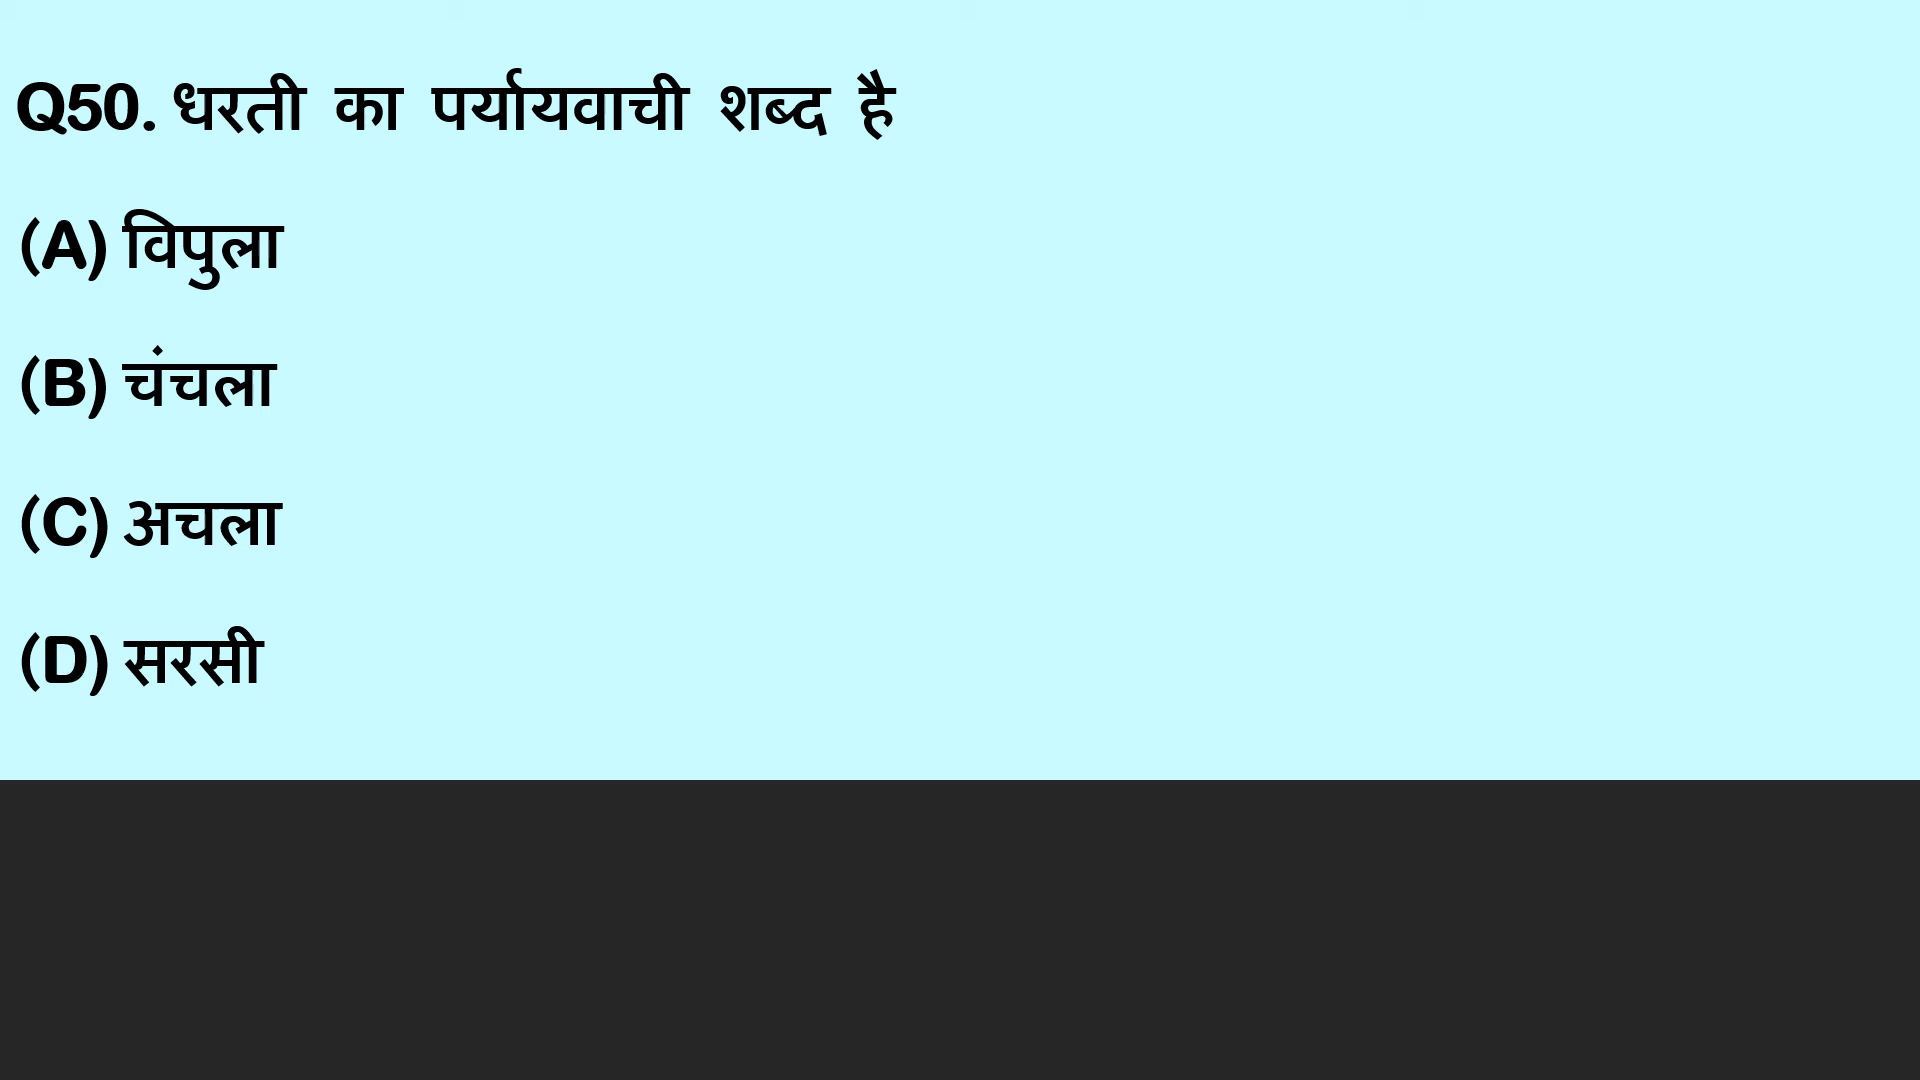 Q50. धरती का पर्यायवाची शब्द है
(A) विपुला
(B) चंचला
(C) अचला
(D) सरसी